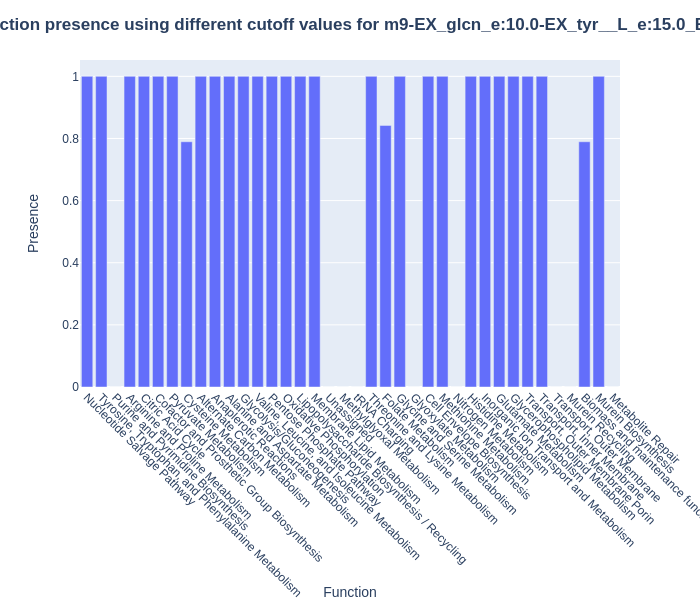 ction presence using different cutoff values for m9-EX_glcn_e:10.0-EX_tyr__L_e:15.0_E
Presence
1
0.8
0.6
0.4
0.2
0
Nucleotide Salvage Pathway
Tyrosine, Tryptophan, and Phenylalanine Metabolism
Purine and Pyrimidine Biosynthesis
Arginine and Proline Metabolism
Citric Acid Cycle
Cofactor and Prosthetic Group Biosynthesis
Pyruvate Metabolism
Cysteine Metabolism
Alternate Carbon Metabolism
Anaplerotic Reactions
Alanine and Aspartate Metabolism
Glycolysis/Gluconeogenesis
Valine, Leucine, and Isoleucine Metabolism
Pentose Phosphate Pathway
Oxidative Phosphorylation
Lipopolysaccharide Biosynthesis / Recycling
Membrane Lipid Metabolism
Unassigned
Methylglyoxal Metabolism
tRNA Charging
Threonine and Lysine Metabolism
Folate Metabolism
Glycine and Serine Metabolism
Glyoxylate Metabolism
Cell Envelope Biosynthesis
Methionine Metabolism
Nitrogen Metabolism
Histidine Metabolism
Inorganic Ion Transport and Metabolism
Glutamate Metabolism
Glycerophospholipid Metabolism
Transport, Outer Membrane Porin
Transport, Inner Membrane
Transport, Outer Membrane
Murein Recycling
Biomass and maintenance func
Murein Biosynthesis
Metabolite Repair
Function